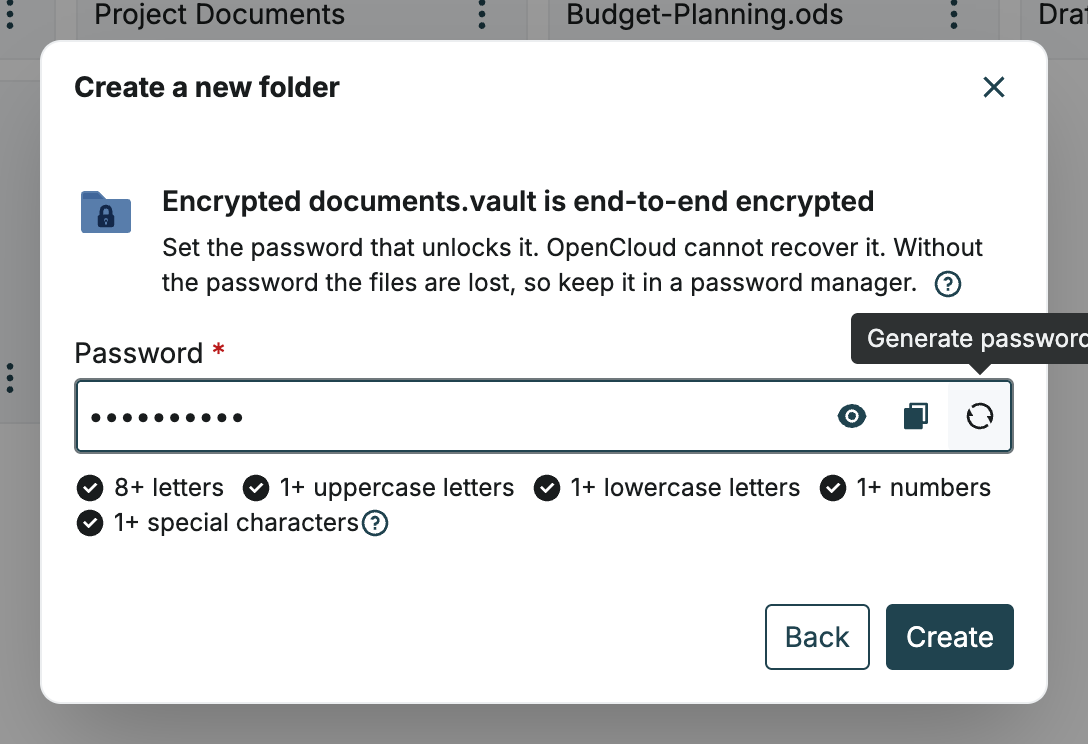 Project Documents
Budget-Planning.ods
Create a new folder
Encrypted documents.vault is end-to-end encrypted
Set the password that unlocks it. OpenCloud cannot recover it. Without
the password the files are lost, so keep it in a password manager.
Generate password
Password *
8+ letters 1+ uppercase letters 1+ lowercase letters 1+ numbers
1+ special characters
Back Create